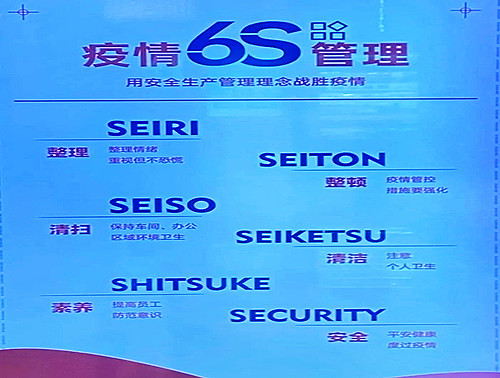 疫情6S管理
用安全生产管理理念战胜疫情
SEIRI
整理
整理情绪
重视但不恐慌
SEITON
整顿
疫情管控
措施要强化
SEISO
清扫
保持车间、办公
区域环境卫生
SEIKETSU
清洁
注意
个人卫生
SHITSUKE
素养
提高员工
防范意识
SECURITY
安全
平安健康
度过疫情